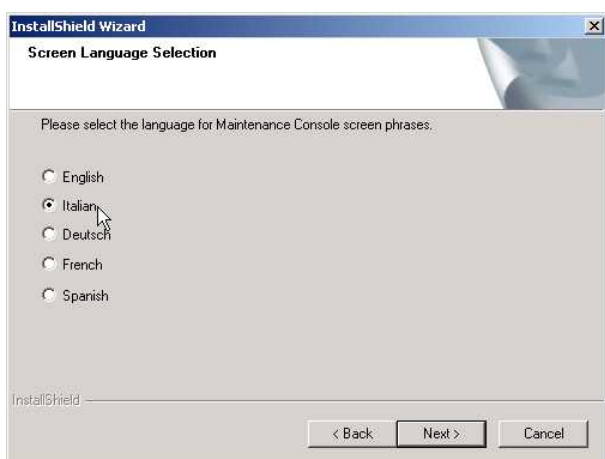 InstallShield Wizard
Screen Language Selection
Please select the language for Maintenance Console screen phrases.
English
Italian
Deutsch
French
Spanish
InstallShield
< Back Next > Cancel